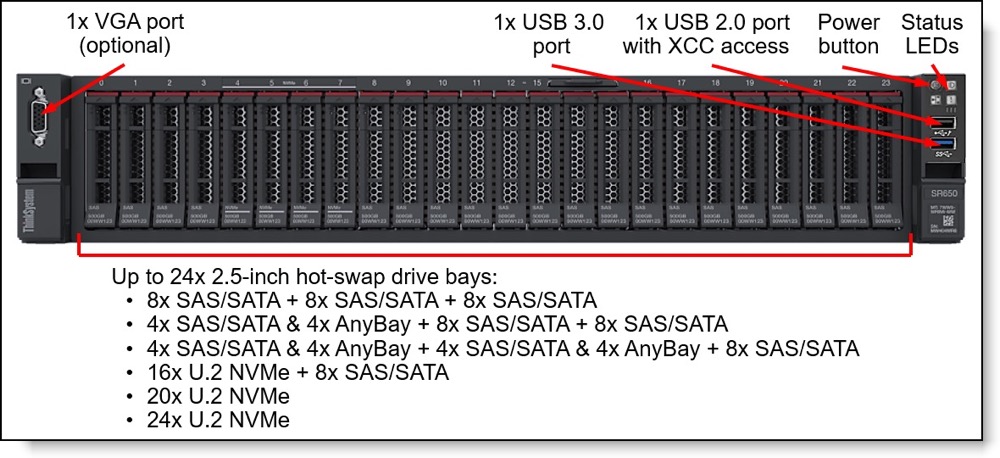 1x VGA port
(optional)
1x USB 3.0
port
1x USB 2.0 port
with XCC access
Power
button
Status
LEDs
0 1 2 3 4 NVMe 5 6 7 8 9 10 11 12 - 15 16 17 18 19 20 21 22 23
SAS
900GB
00WW123
ThinkSystem
SR650
Up to 24x 2.5-inch hot-swap drive bays:
• 8x SAS/SATA + 8x SAS/SATA + 8x SAS/SATA
• 4x SAS/SATA & 4x AnyBay + 8x SAS/SATA + 8x SAS/SATA
• 4x SAS/SATA & 4x AnyBay + 4x SAS/SATA & 4x AnyBay + 8x SAS/SATA
• 16x U.2 NVMe + 8x SAS/SATA
• 20x U.2 NVMe
• 24x U.2 NVMe